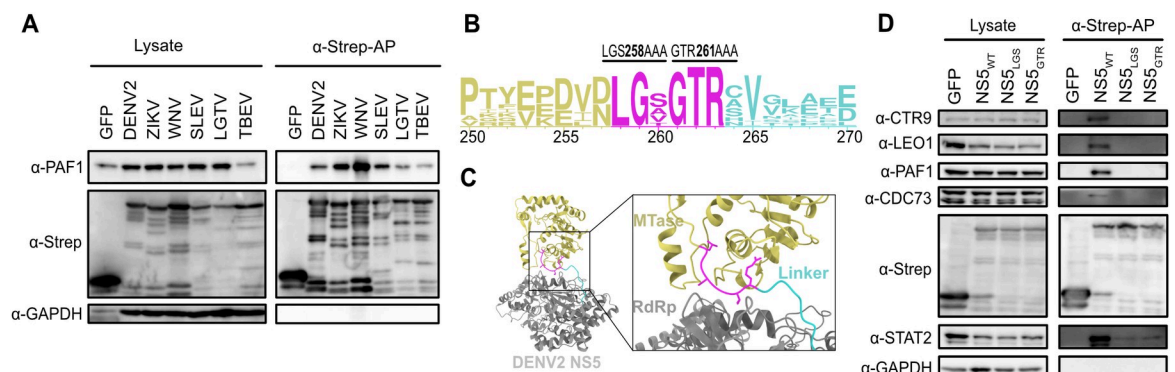 A
Lysate
α-Strep-AP
GFP
DENV2
ZIKV
WNV
SLEV
LGTV
TBEV
GFP
DENV2
ZIKV
WNV
SLEV
LGTV
TBEV
α-PAF1
α-Strep
α-GAPDH
B
LGS258AAA GTR261AAA
LG GTR
250 255 260 265 270
C
MTase
RdRp
Linker
DENV2 NS5
D
Lysate
α-Strep-AP
GFP
NS5WT
NS5LGS
NS5GTR
GFP
NS5WT
NS5LGS
NS5GTR
α-CTR9
α-LEO1
α-PAF1
α-CDC73
α-Strep
α-STAT2
α-GAPDH